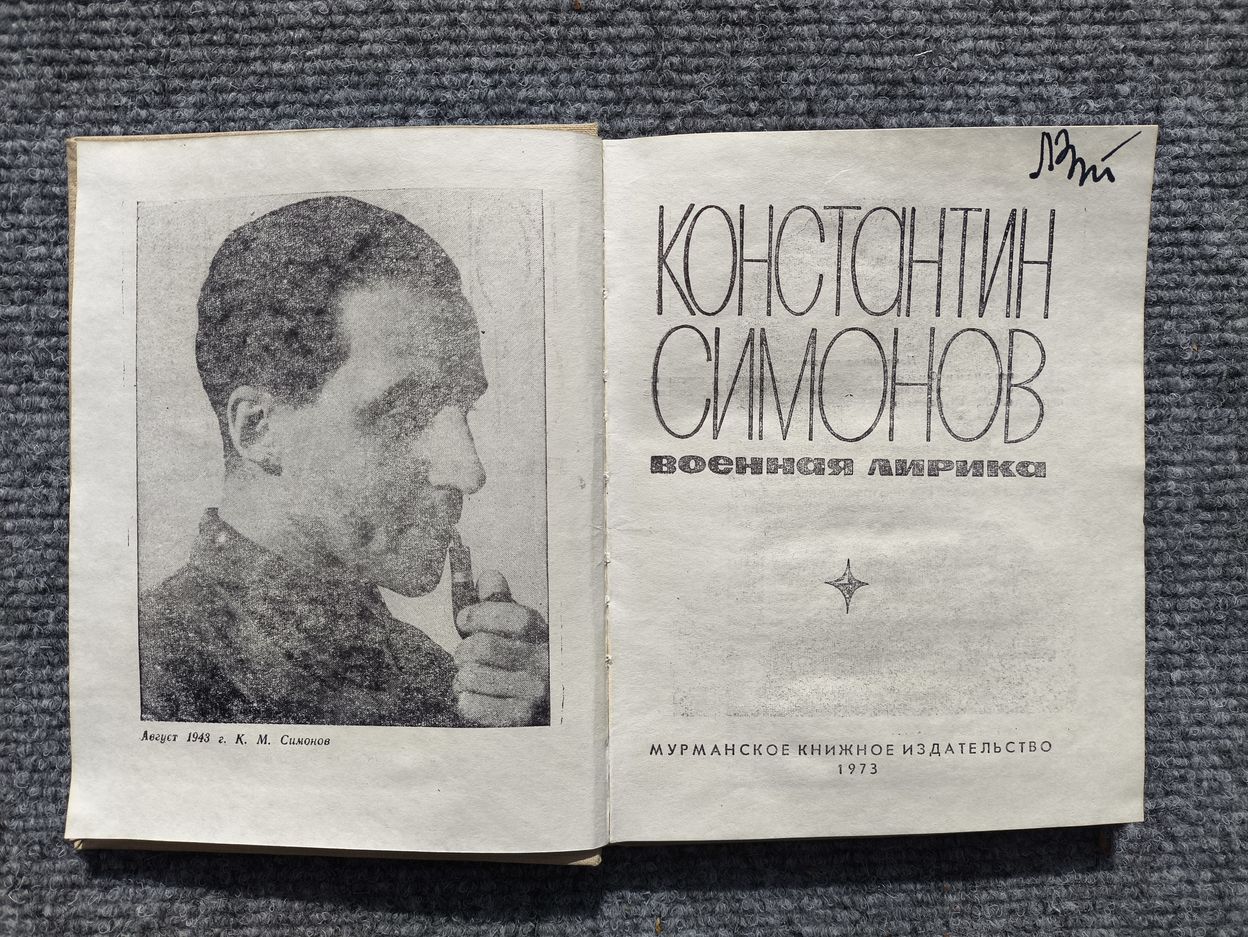 Август 1943 г. К. М. Симонов
КОНСТАНТИН
СИМОНОВ
ВОЕННАЯ ЛИРИКА
МУРМАНСКОЕ КНИЖНОЕ ИЗДАТЕЛЬСТВО
1973